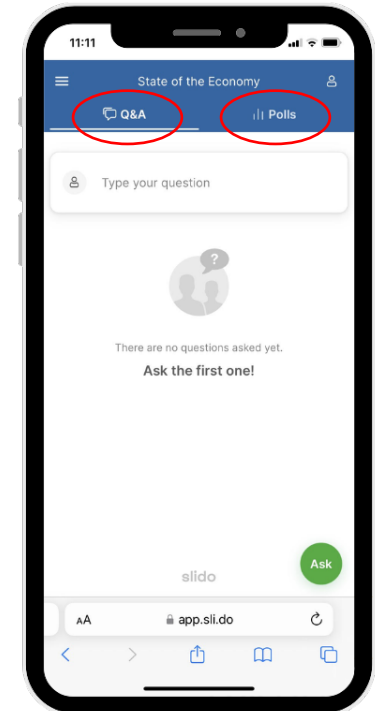 11:11
State of the Economy
Q&A
Polls
Type your question
?
There are no questions asked yet.
Ask the first one!
Ask
slido
AA
app.sli.do